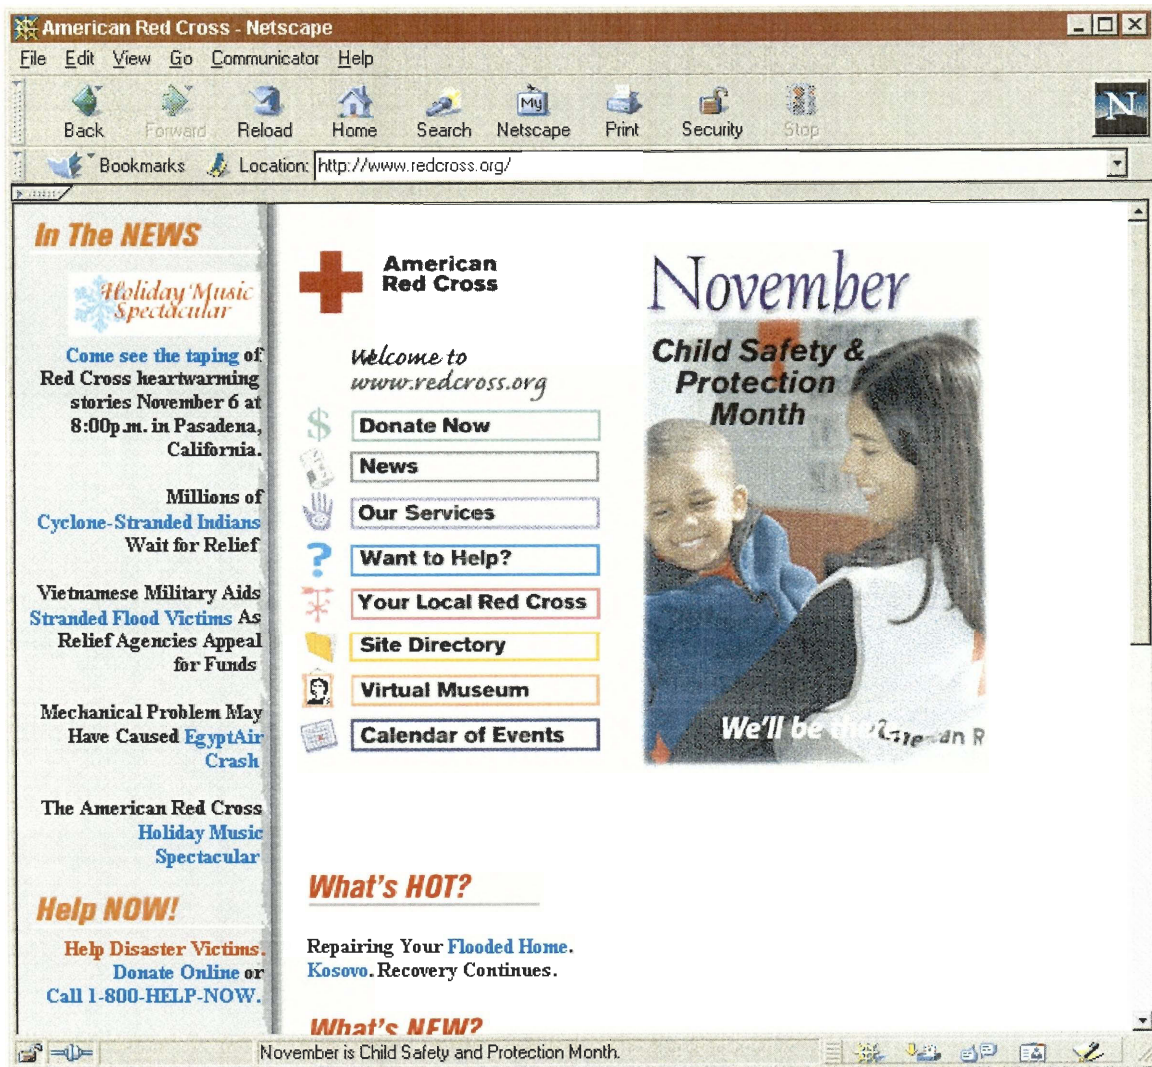 American Red Cross - Netscape
File Edit View Go Communicator Help
Back Forward Reload Home Search Netscape Print Security Stop
My
N
Bookmarks Location: http://www.redcross.org/
In The NEWS
Holiday Music
Spectacular
Come see the taping of
Red Cross heartwarming
stories November 6 at
8:00p.m. in Pasadena,
California.
Millions of
Cyclone-Stranded Indians
Wait for Relief
Vietnamese Military Aids
Stranded Flood Victims As
Relief Agencies Appeal
for Funds
Mechanical Problem May
Have Caused EgyptAir
Crash
The American Red Cross
Holiday Music
Spectacular
Help NOW!
Help Disaster Victims.
Donate Online or
Call 1-800-HELP-NOW.
American
Red Cross
Welcome to
www.redcross.org
$ Donate Now
News
Our Services
? Want to Help?
Your Local Red Cross
Site Directory
Virtual Museum
Calendar of Events
November
Child Safety &
Protection
Month
We'll be
What's HOT?
Repairing Your Flooded Home.
Kosovo. Recovery Continues.
What's NEW?
November is Child Safety and Protection Month.